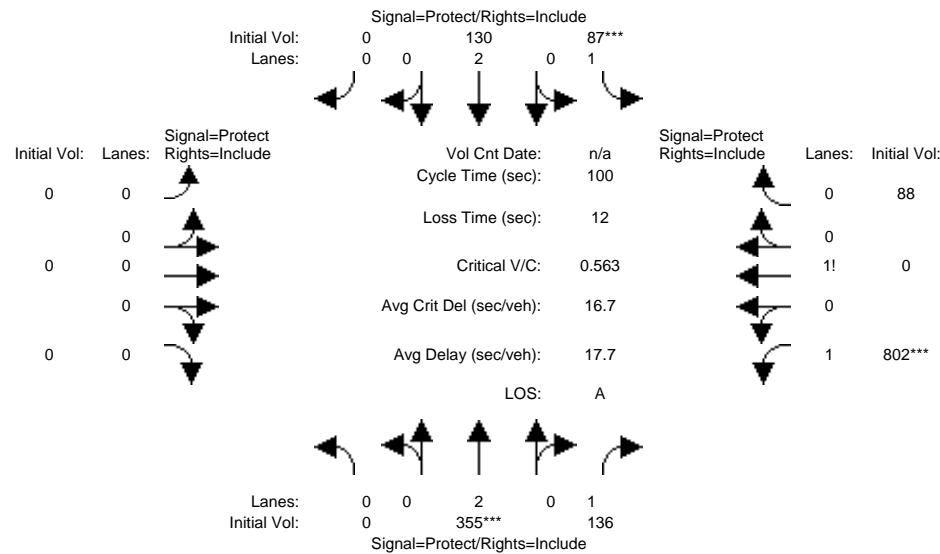 Signal=Protect/Rights=Include
Initial Vol: 0 130 87***
Lanes: 0 0 2 0 1
Signal=Protect
Initial Vol: Lanes: Rights=Include
Vol Cnt Date: n/a
Signal=Protect
Rights=Include Lanes: Initial Vol:
Cycle Time (sec): 100
0 0
0 88
Loss Time (sec): 12
0
0
0 0
Critical V/C: 0.563
1! 0
0
Avg Crit Del (sec/veh): 16.7
0
0 0
Avg Delay (sec/veh): 17.7
1 802***
LOS: A
Lanes: 0 0 2 0 1
Initial Vol: 0 355*** 136
Signal=Protect/Rights=Include